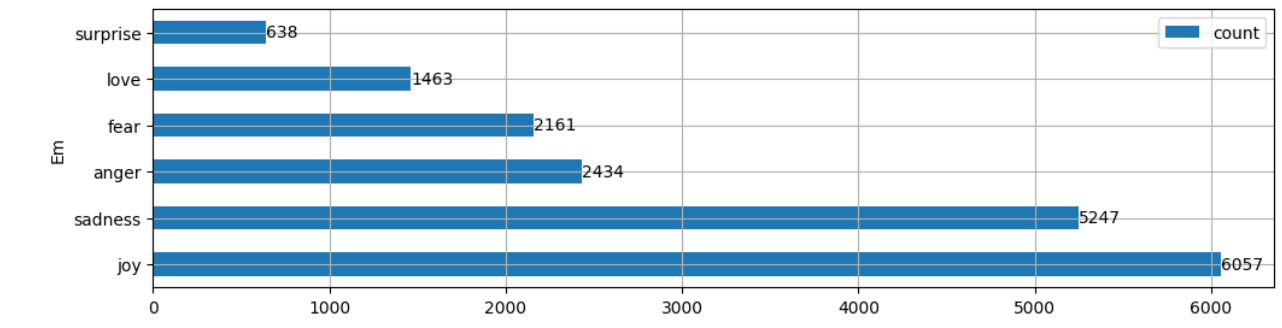 surprise 638
count
love 1463
fear 2161
Em
anger 2434
sadness 5247
joy 6057
0 1000 2000 3000 4000 5000 6000